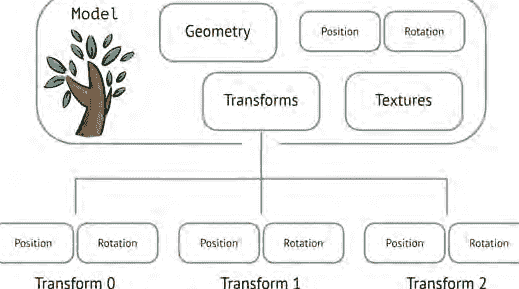 Model
Geometry
Position Rotation
Transforms
Textures
Position Rotation Position Rotation Position Rotation
Transform 0 Transform 1 Transform 2